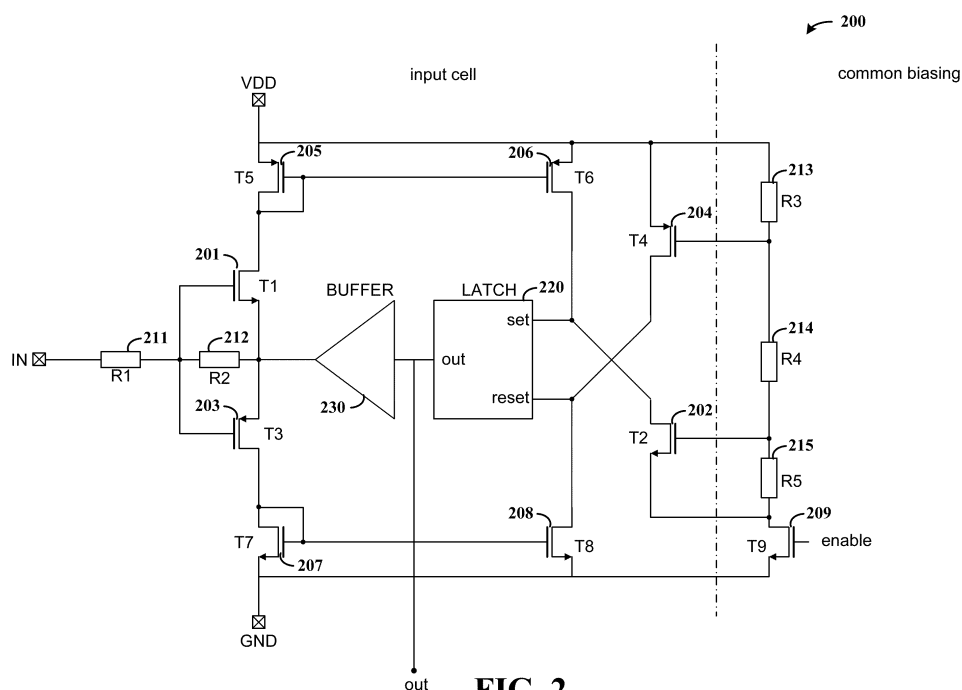 200
input cell
common biasing
VDD
205
206
213
T5
T6
R3
204
T4
201
T1
BUFFER
LATCH
220
set
211
212
214
IN
out
R1
R2
R4
203
230
reset
202
T3
T2
215
R5
208
209
T7
207
T8
T9
enable
GND
out
FIG. 2